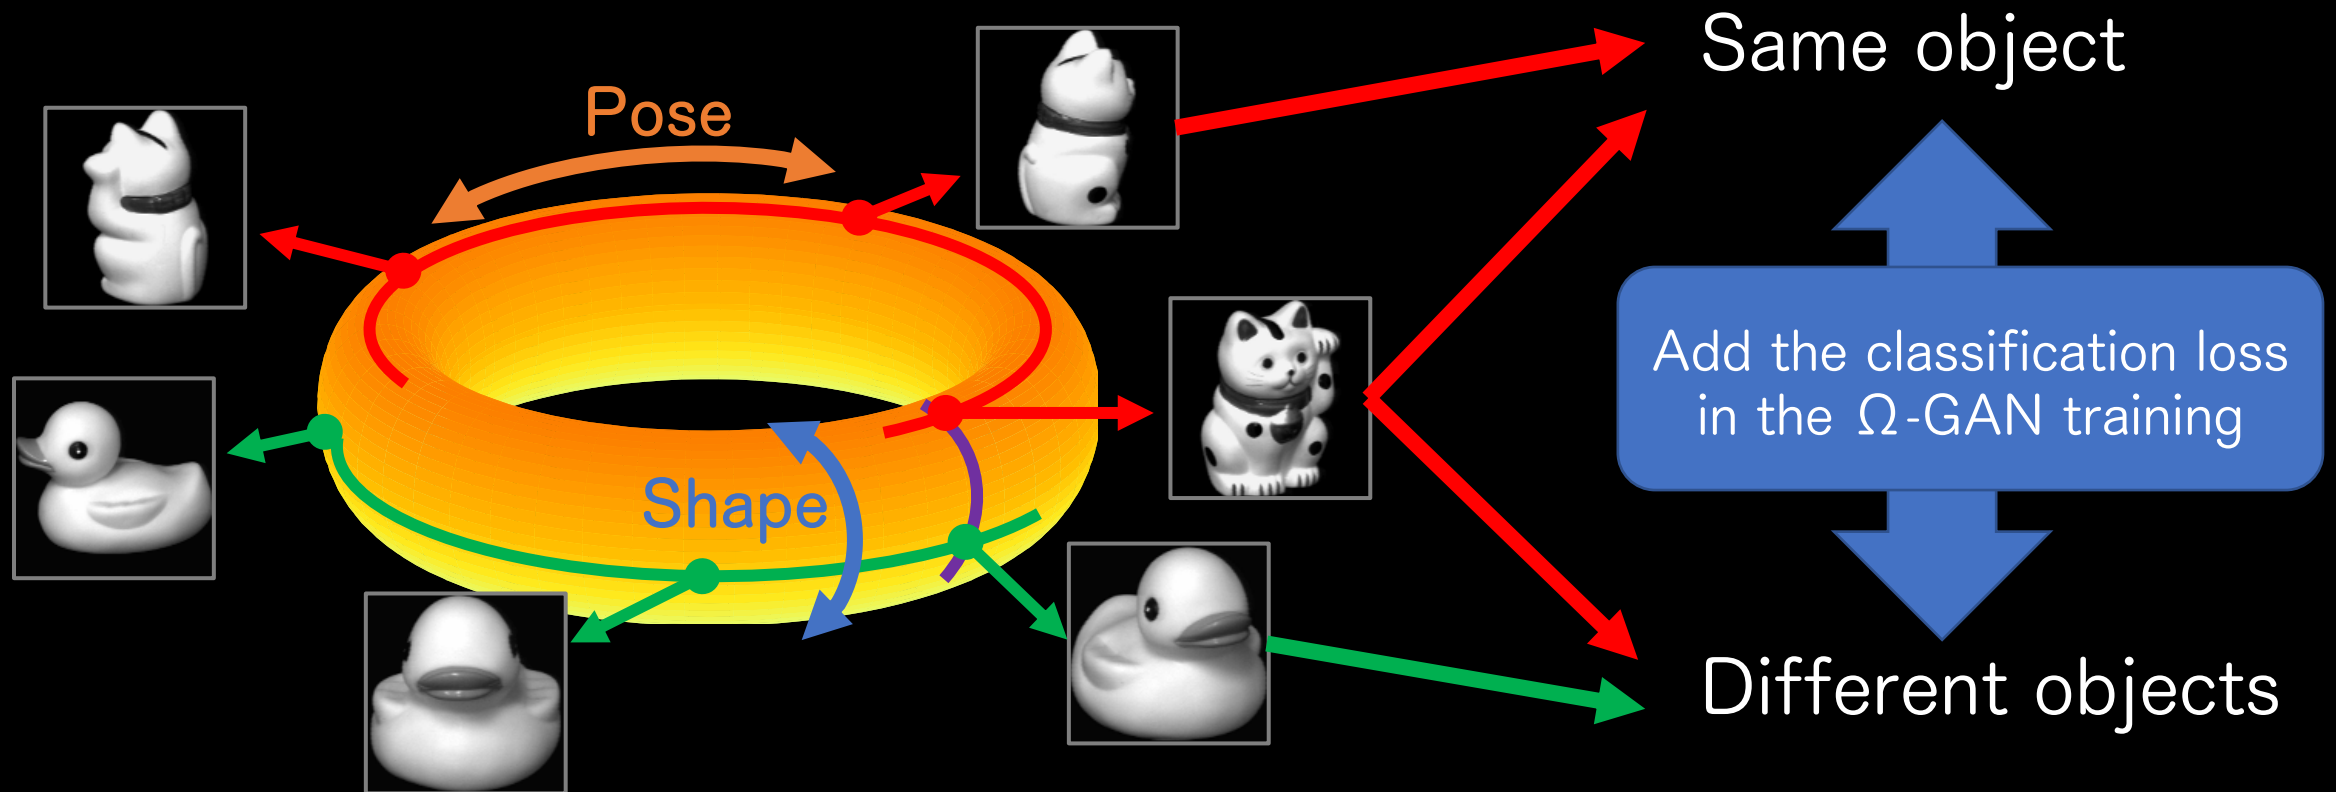 Pose
Shape
Same object
Add the classification loss
in the Ω-GAN training
Different objects